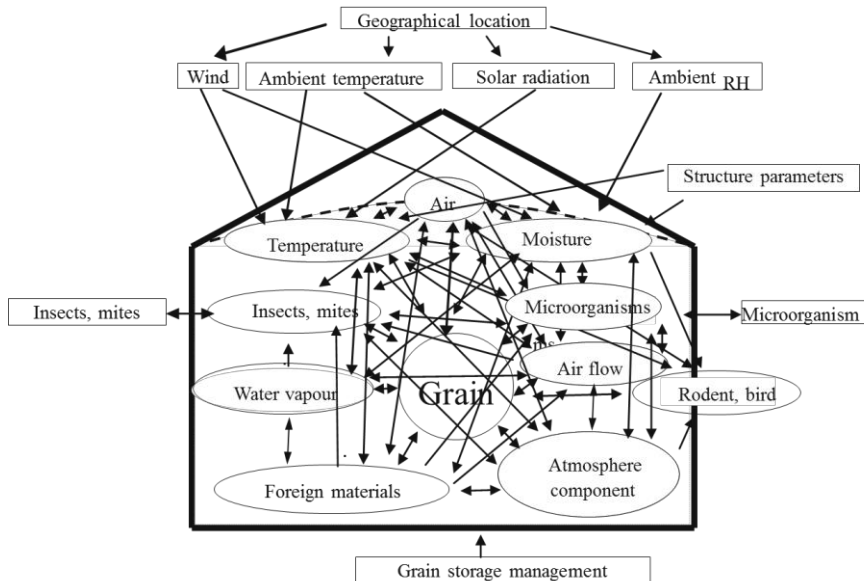 Geographical location
Wind
Ambient temperature
Solar radiation
Ambient RH
Structure parameters
Air
Temperature
Moisture
Insects, mites
Insects, mites
Microorganisms
Microorganism
Air flow
Water vapour
Grain
Rodent, bird
Foreign materials
Atmosphere
component
Grain storage management